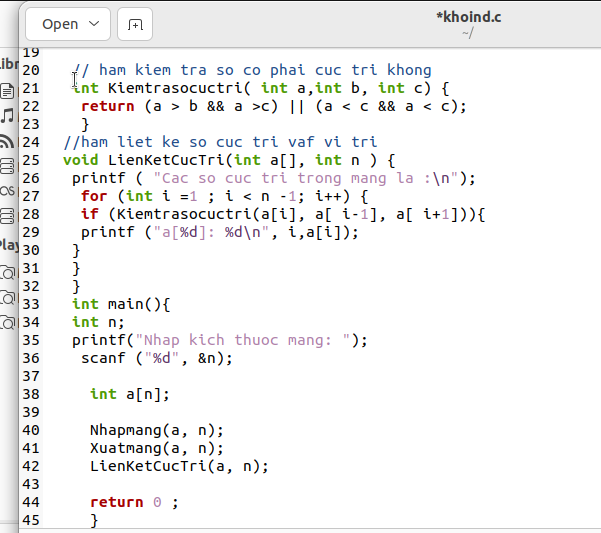 Open
*khoind.c
~/
19
20 // ham kiem tra so co phai cuc tri khong
21 int Kiemtrasocuctri( int a,int b, int c) {
22 return (a > b && a >c) || (a < c && a < c);
23 }
24 //ham liet ke so cuc tri vaf vi tri
25 void LienKetCucTri(int a[], int n ) {
26 printf ( "Cac so cuc tri trong mang la :\n");
27 for (int i =1 ; i < n -1; i++) {
28 if (Kiemtrasocuctri(a[i], a[ i-1], a[ i+1])){
29 printf ("a[%d]: %d\n", i,a[i]);
30 }
31 }
32 }
33 int main(){
34 int n;
35 printf("Nhap kich thuoc mang: ");
36 scanf ("%d", &n);
37
38 int a[n];
39
40 Nhapmang(a, n);
41 Xuatmang(a, n);
42 LienKetCucTri(a, n);
43
44 return 0 ;
45 }